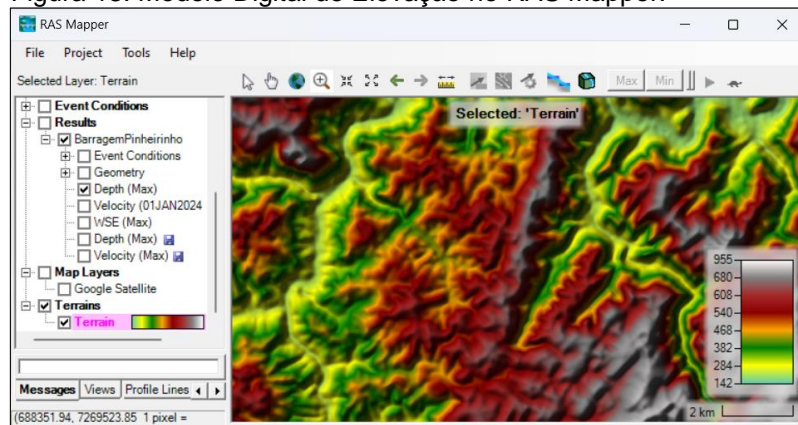 Figura 18: Modelo Digital de Elevação no RAS Mapper.
RAS Mapper
File Project Tools Help
Selected Layer: Terrain
Max Min
Event Conditions
Results
BarragemPinheirinho
Event Conditions
Geometry
Depth (Max)
Velocity (01JAN2024
WSE (Max)
Depth (Max)
Velocity (Max)
Map Layers
Google Satellite
Terrains
Terrain
Messages Views Profile Lines
(688351.94, 7269523.85 1 pixel =
Selected: 'Terrain'
955
680
608
540
468
382
284
142
2 km